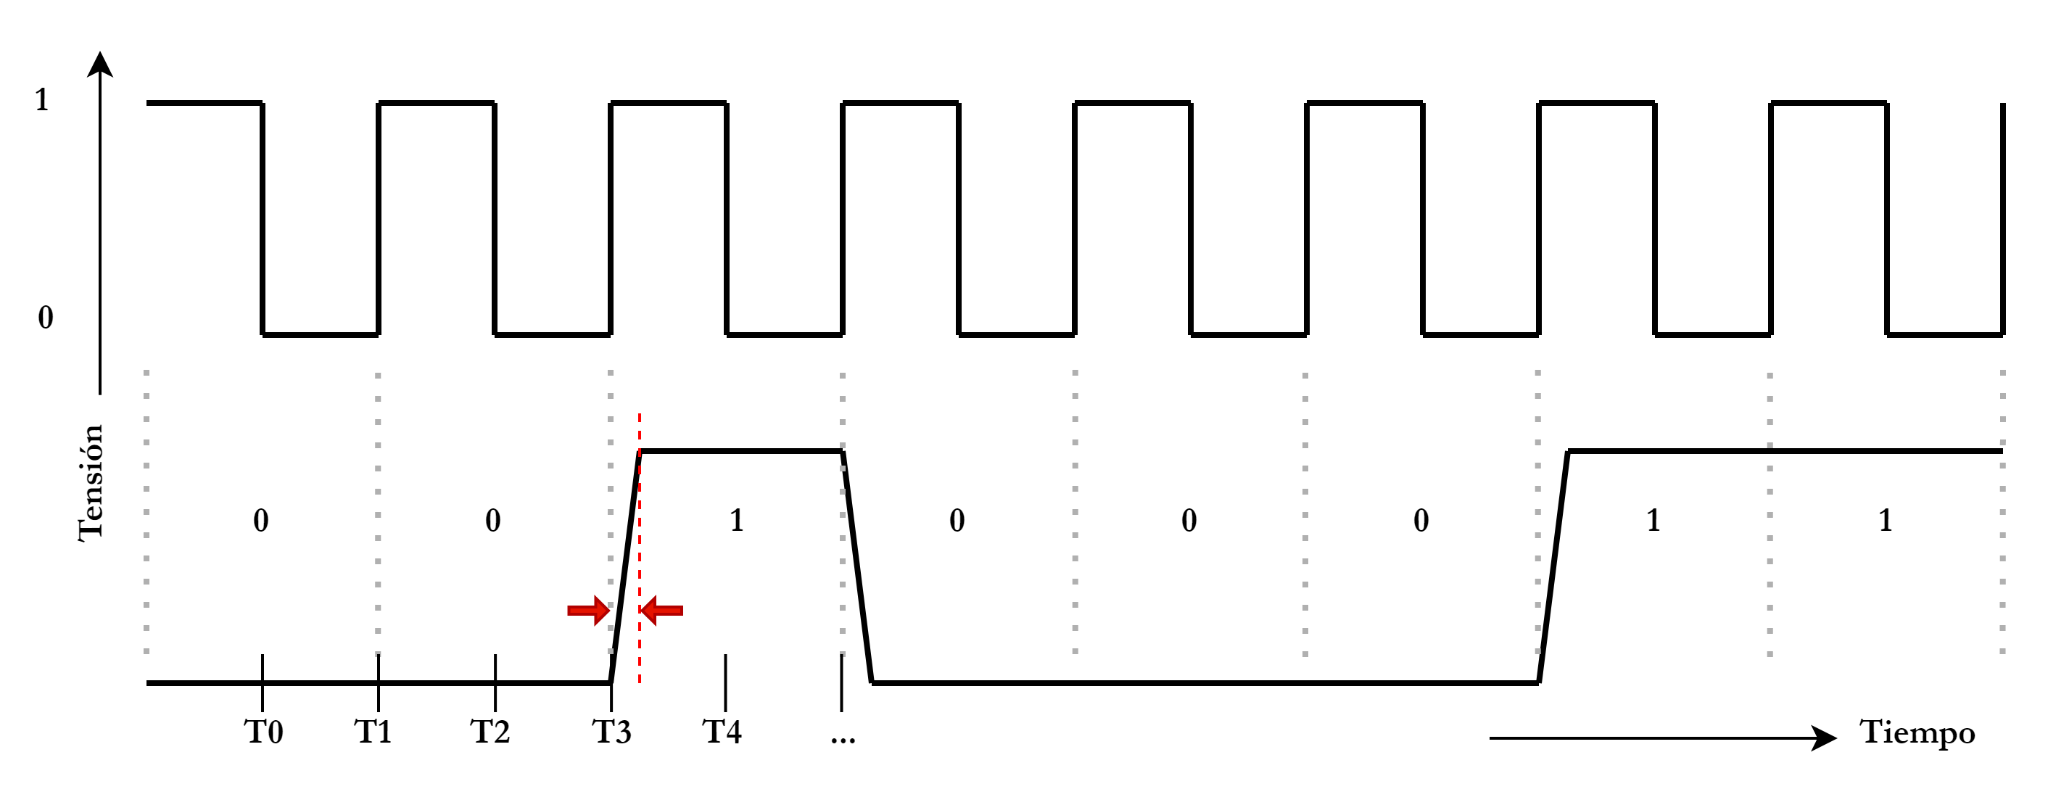 1
0
Tensión
0 0 1 0 0 0 1 1
T0 T1 T2 T3 T4 ...
Tiempo